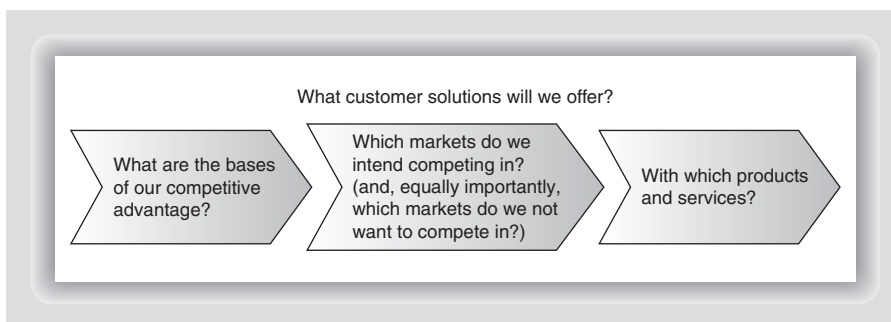 What customer solutions will we offer?
What are the bases
of our competitive
advantage?
Which markets do we
intend competing in?
(and, equally importantly,
which markets do we not
want to compete in?)
With which products
and services?